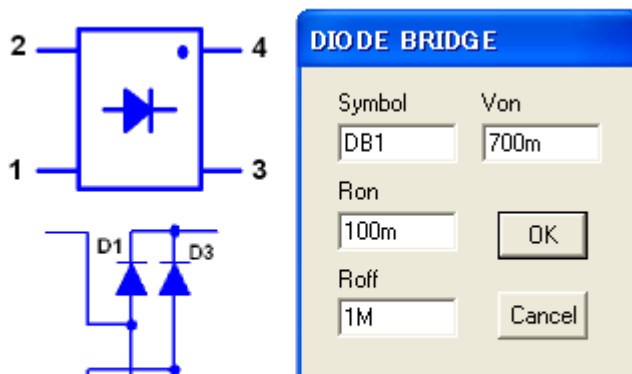 2
4
1
3
D1
D3
DIODE BRIDGE
Symbol
Von
DB1
700m
Ron
100m
OK
Roff
1M
Cancel